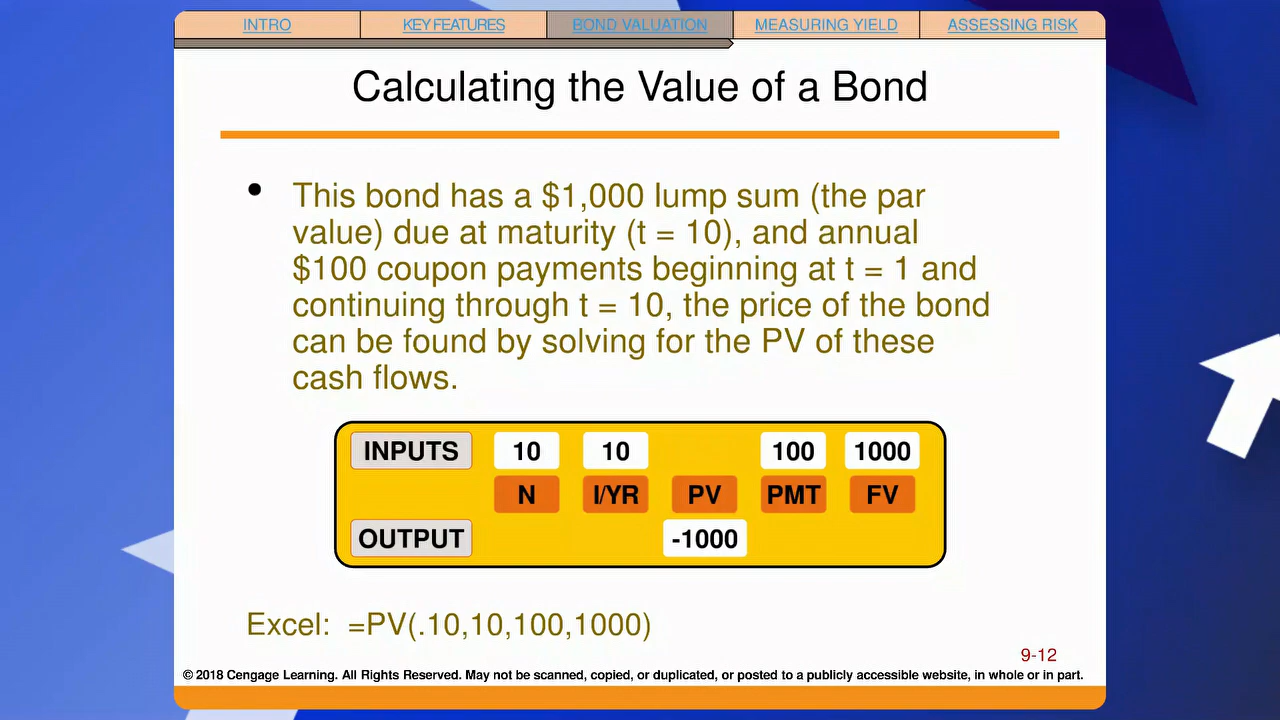 INTRO KEY FEATURES BOND VALUATION MEASURING YIELD ASSESSING RISK
Calculating the Value of a Bond
• This bond has a $1,000 lump sum (the par
value) due at maturity (t = 10), and annual
$100 coupon payments beginning at t = 1 and
continuing through t = 10, the price of the bond
can be found by solving for the PV of these
cash flows.
INPUTS 10 10 100 1000
N I/YR PV PMT FV
OUTPUT -1000
Excel: =PV(.10,10,100,1000)
9-12
© 2018 Cengage Learning. All Rights Reserved. May not be scanned, copied, or duplicated, or posted to a publicly accessible website, in whole or in part.